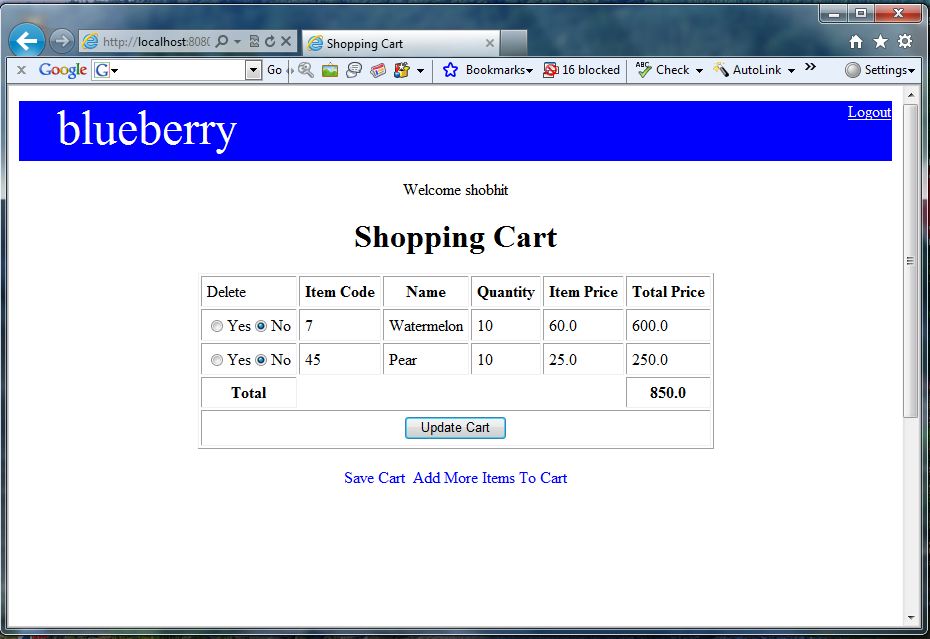 http://localhost:808
Shopping Cart
x Google G Go Bookmarks 16 blocked ABC Check AutoLink » Settings
Logout
blueberry
Welcome shobhit
Shopping Cart
Delete Item Code Name Quantity Item Price Total Price
Yes No 7 Watermelon 10 60.0 600.0
Yes No 45 Pear 10 25.0 250.0
Total 850.0
Update Cart
Save Cart Add More Items To Cart